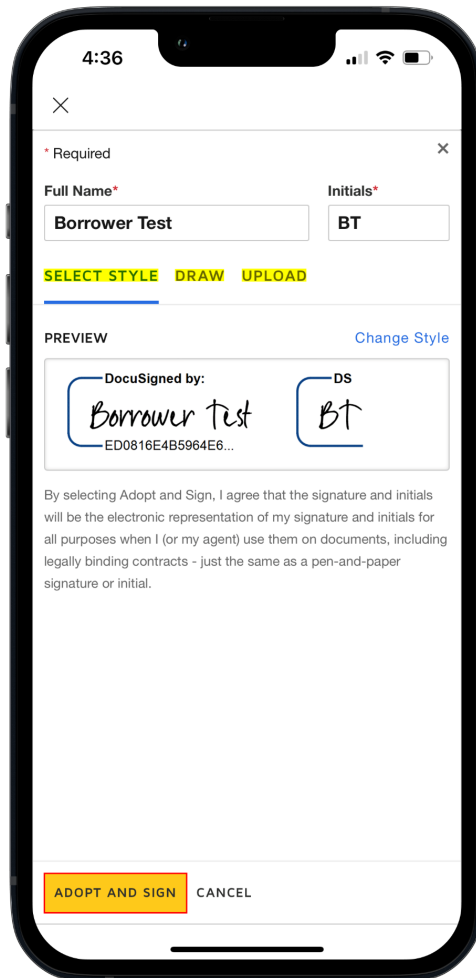 4:36
* Required
Full Name* Initials*
Borrower Test BT
SELECT STYLE DRAW UPLOAD
PREVIEW Change Style
DocuSigned by: DS
Borrower Test BT
ED0816E4B5964E6...
By selecting Adopt and Sign, I agree that the signature and initials
will be the electronic representation of my signature and initials for
all purposes when I (or my agent) use them on documents, including
legally binding contracts - just the same as a pen-and-paper
signature or initial.
ADOPT AND SIGN CANCEL